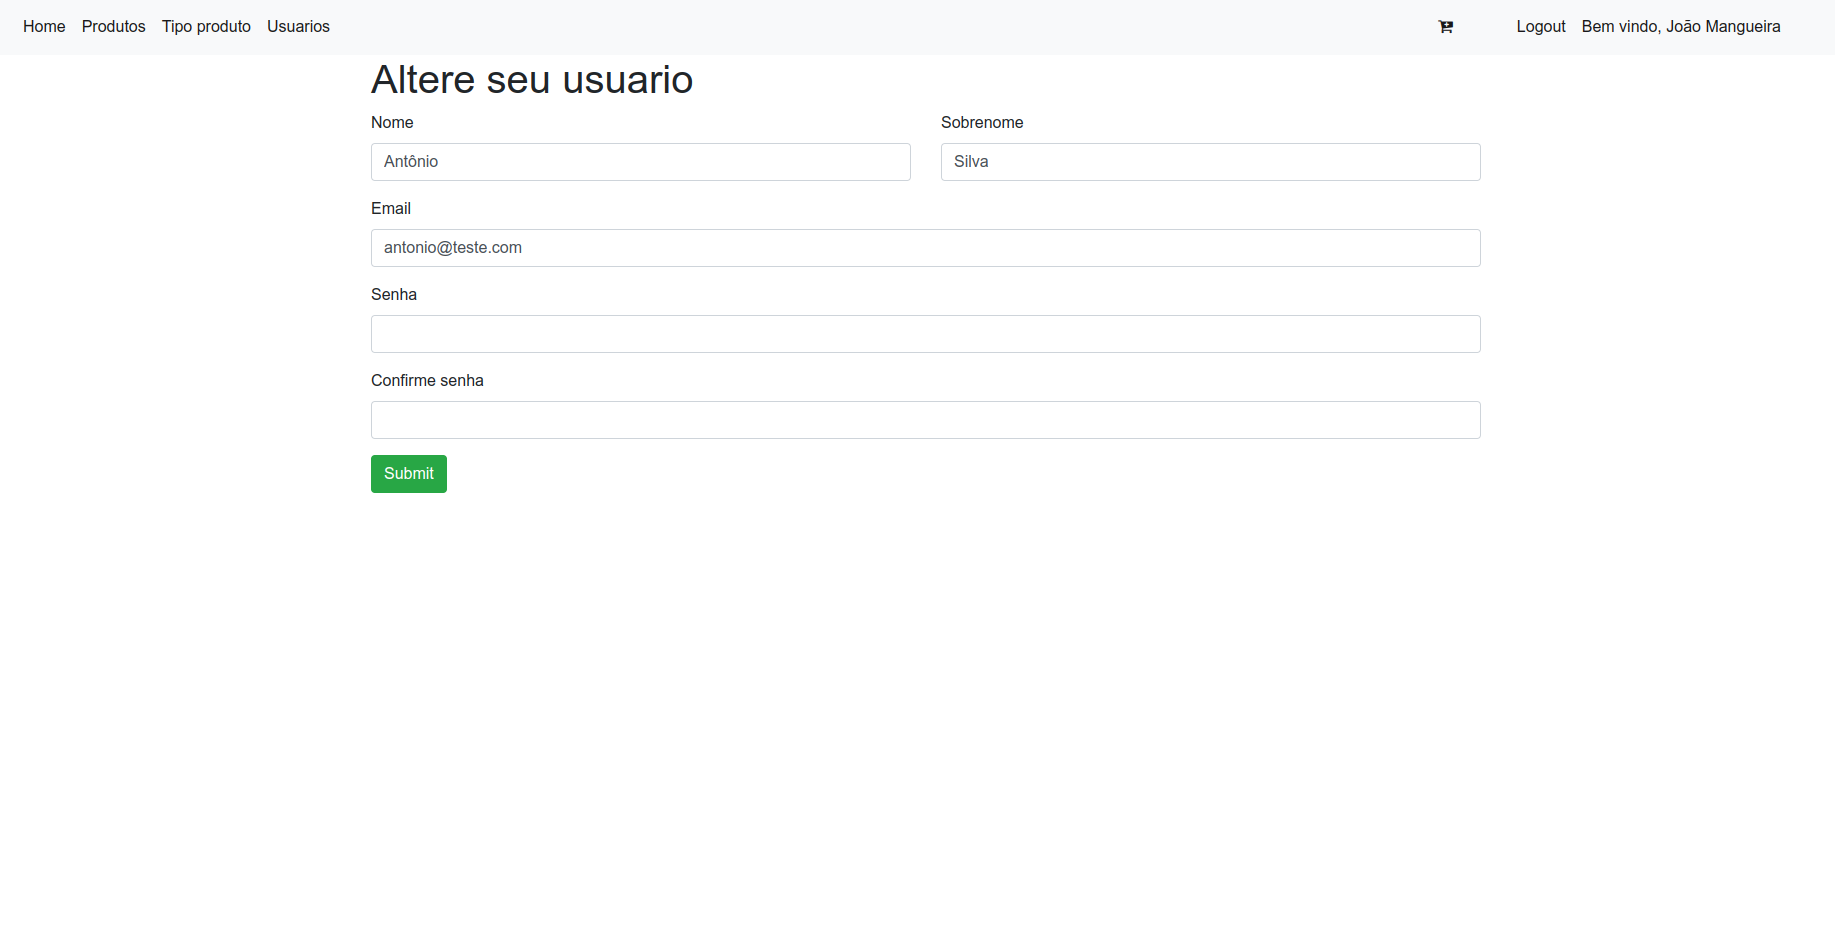 Home Produtos Tipo produto Usuarios Logout Bem vindo, João Mangueira
Altere seu usuario
Nome Sobrenome
Antônio Silva
Email
antonio@teste.com
Senha
Confirme senha
Submit